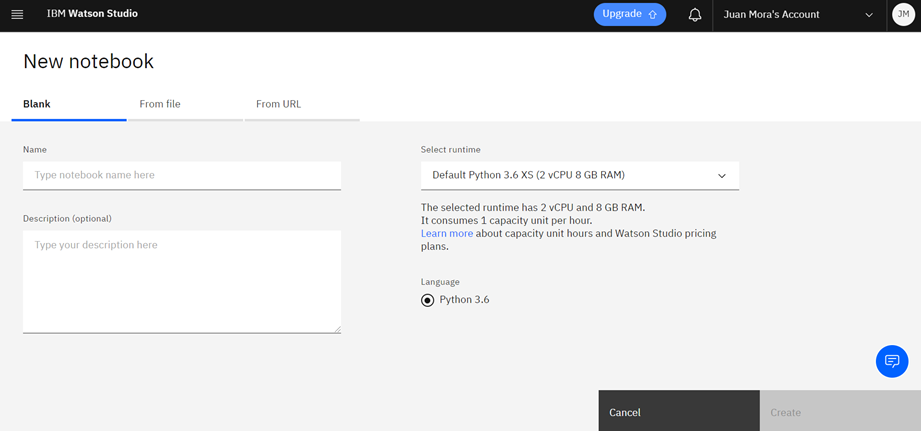 IBM Watson Studio
Upgrade
Juan Mora's Account
JM
New notebook
Blank
From file
From URL
Name
Type notebook name here
Description (optional)
Type your description here
Select runtime
Default Python 3.6 XS (2 vCPU 8 GB RAM)
The selected runtime has 2 vCPU and 8 GB RAM.
It consumes 1 capacity unit per hour.
Learn more about capacity unit hours and Watson Studio pricing
plans.
Language
Python 3.6
Cancel
Create